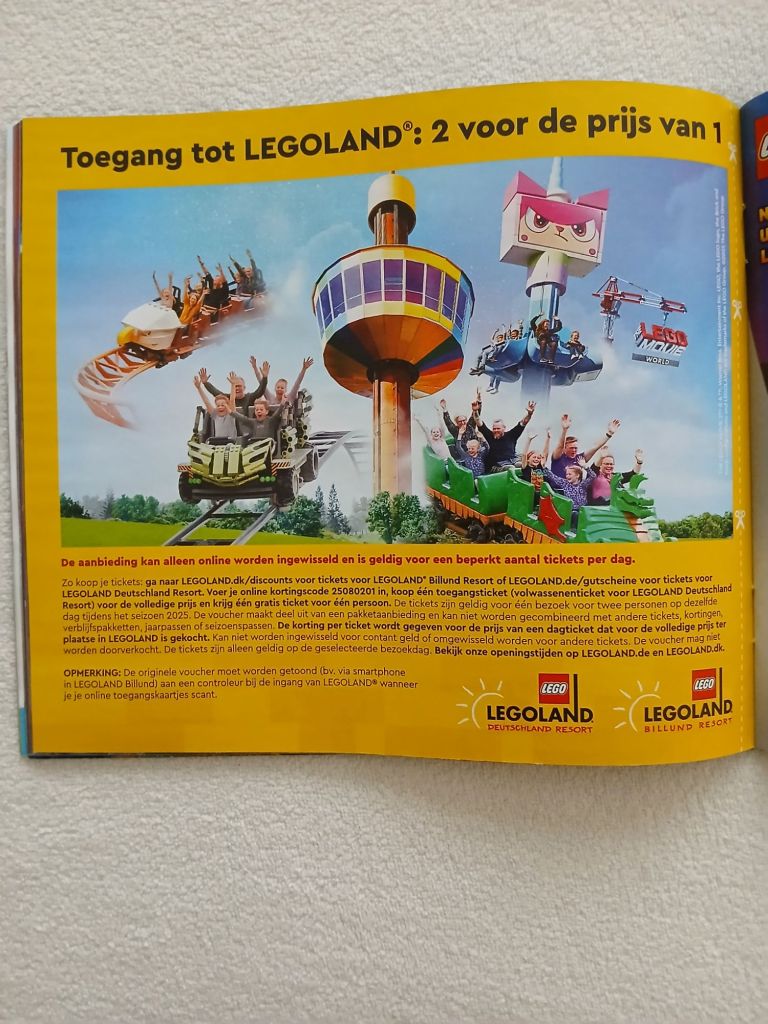 Toegang tot LEGOLAND®: 2 voor de prijs van 1
LEGO
MOVIE
WORLD
De aanbieding kan alleen online worden ingewisseld en is geldig voor een beperkt aantal tickets per dag.
Zo koop je tickets: ga naar LEGOLAND.dk/discounts voor tickets voor LEGOLAND® Billund Resort of LEGOLAND.de/gutscheine voor tickets voor
LEGOLAND Deutschland Resort. Voer je online kortingscode 25080201 in, koop één toegangsticket (volwassenenticket voor LEGOLAND Deutschland
Resort) voor de volledige prijs en krijg één gratis ticket voor één persoon. De tickets zijn geldig voor één bezoek voor twee personen op dezelfde
dag tijdens het seizoen 2025. De voucher maakt deel uit van een pakketaanbieding en kan niet worden gecombineerd met andere tickets, kortingen,
verblijfspakketten, jaarpassen of seizoenspassen. De korting per ticket wordt gegeven voor de prijs van een dagticket dat voor de volledige prijs ter
plaatse in LEGOLAND is gekocht. Kan niet worden ingewisseld voor contant geld of omgewisseld worden voor andere tickets. De voucher mag niet
worden doorverkocht. De tickets zijn alleen geldig op de geselecteerde bezoekdag. Bekijk onze openingstijden op LEGOLAND.de en LEGOLAND.dk.
OPMERKING: De originele voucher moet worden getoond (bv. via smartphone
in LEGOLAND Billund) aan een controleur bij de ingang van LEGOLAND® wanneer
je je online toegangskaartjes scant.
LEGO
LEGOLAND
DEUTSCHLAND RESORT
LEGO
LEGOLAND
BILLUND RESORT